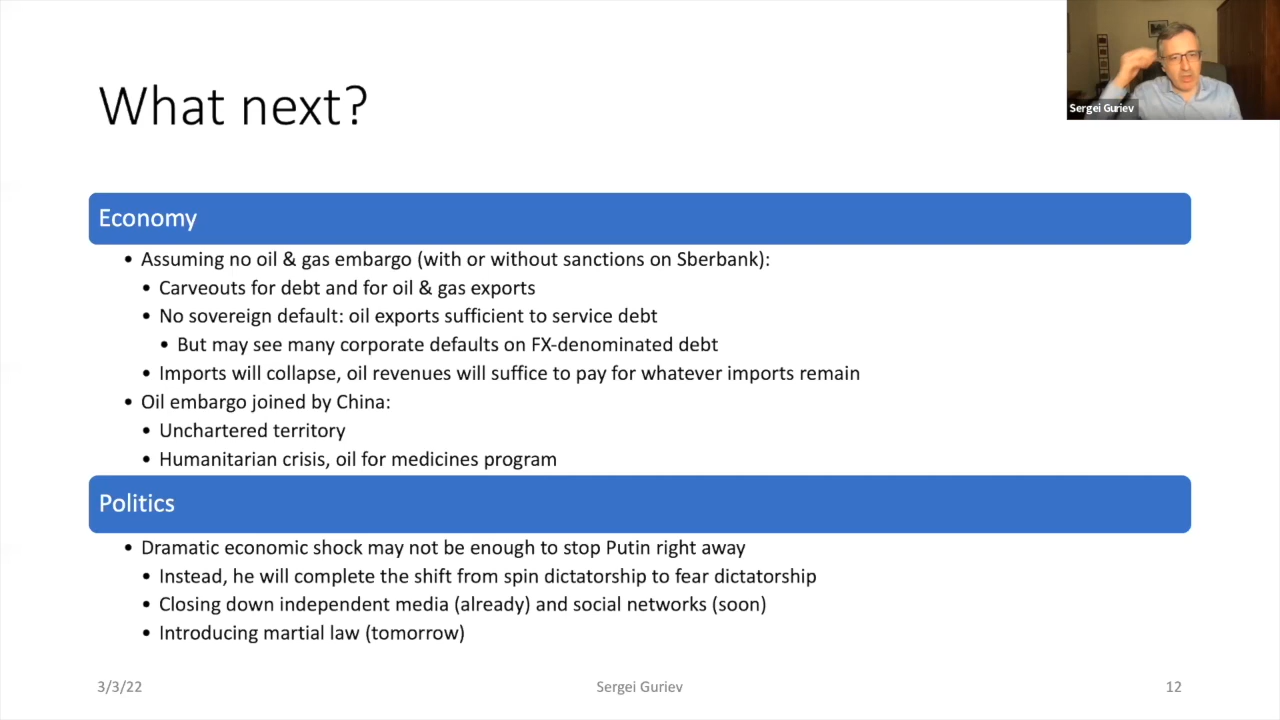 Sergei Guriev
What next?
Economy
• Assuming no oil & gas embargo (with or without sanctions on Sberbank):
• Carveouts for debt and for oil & gas exports
• No sovereign default: oil exports sufficient to service debt
• But may see many corporate defaults on FX-denominated debt
• Imports will collapse, oil revenues will suffice to pay for whatever imports remain
• Oil embargo joined by China:
• Unchartered territory
• Humanitarian crisis, oil for medicines program
Politics
• Dramatic economic shock may not be enough to stop Putin right away
• Instead, he will complete the shift from spin dictatorship to fear dictatorship
• Closing down independent media (already) and social networks (soon)
• Introducing martial law (tomorrow)
3/3/22
Sergei Guriev
12